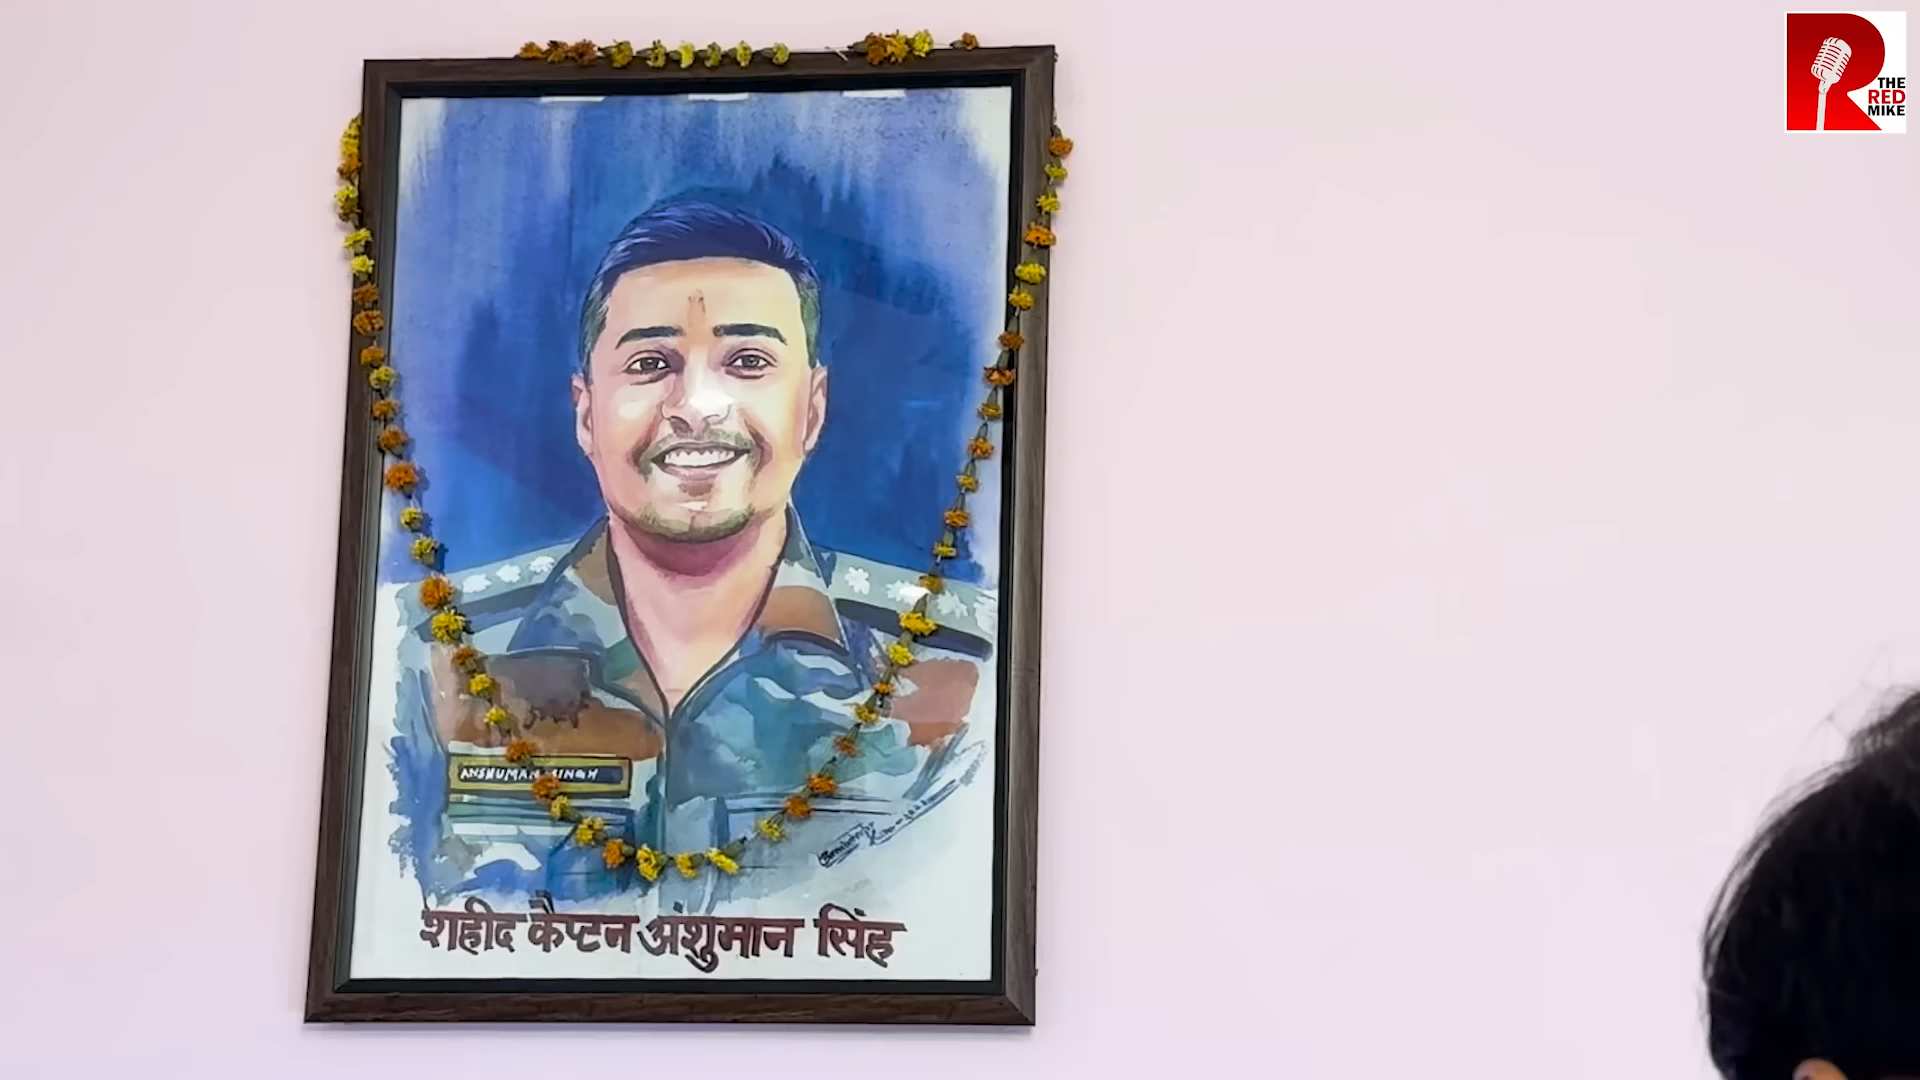 THE
RED
MIKE
ANSHUMAN SINGH
शहीद कैप्टन अंशुमान सिंह